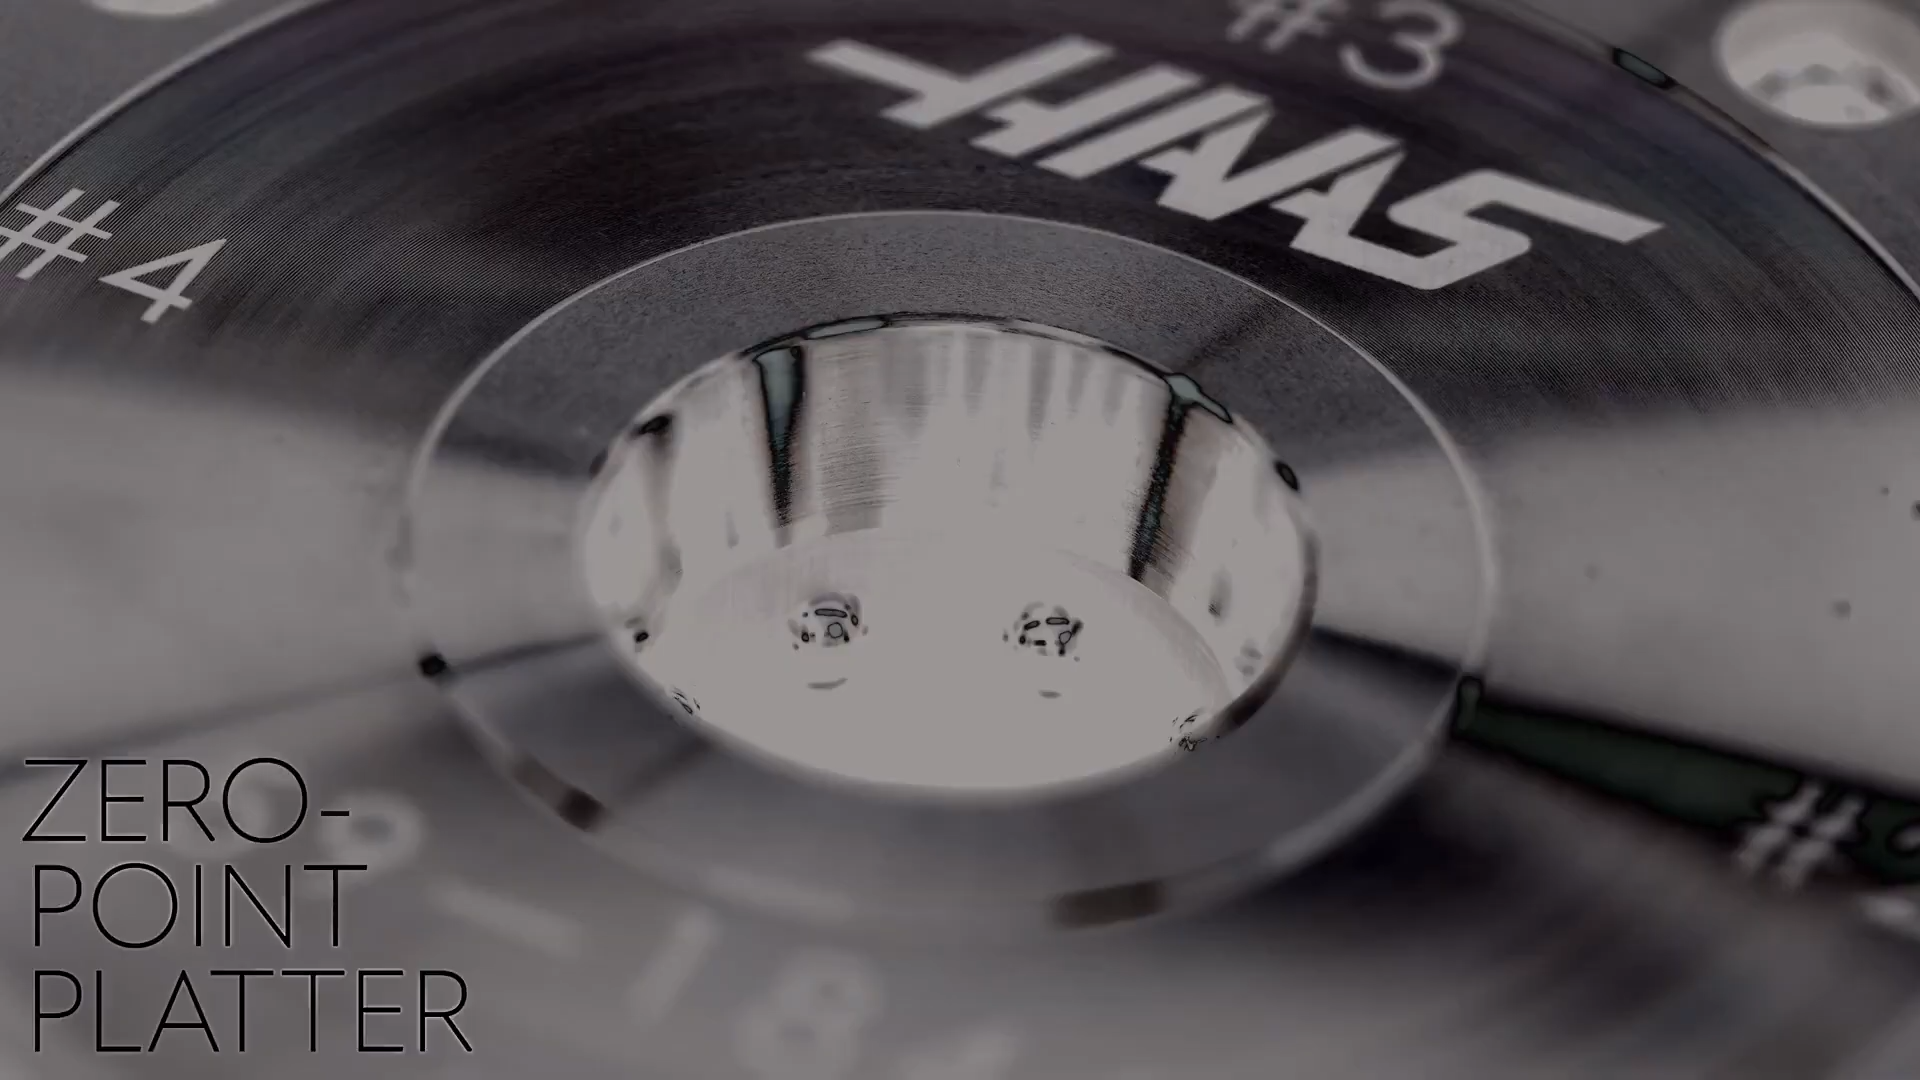 #3
HAAS
#4
ZERO-
POINT
PLATTER